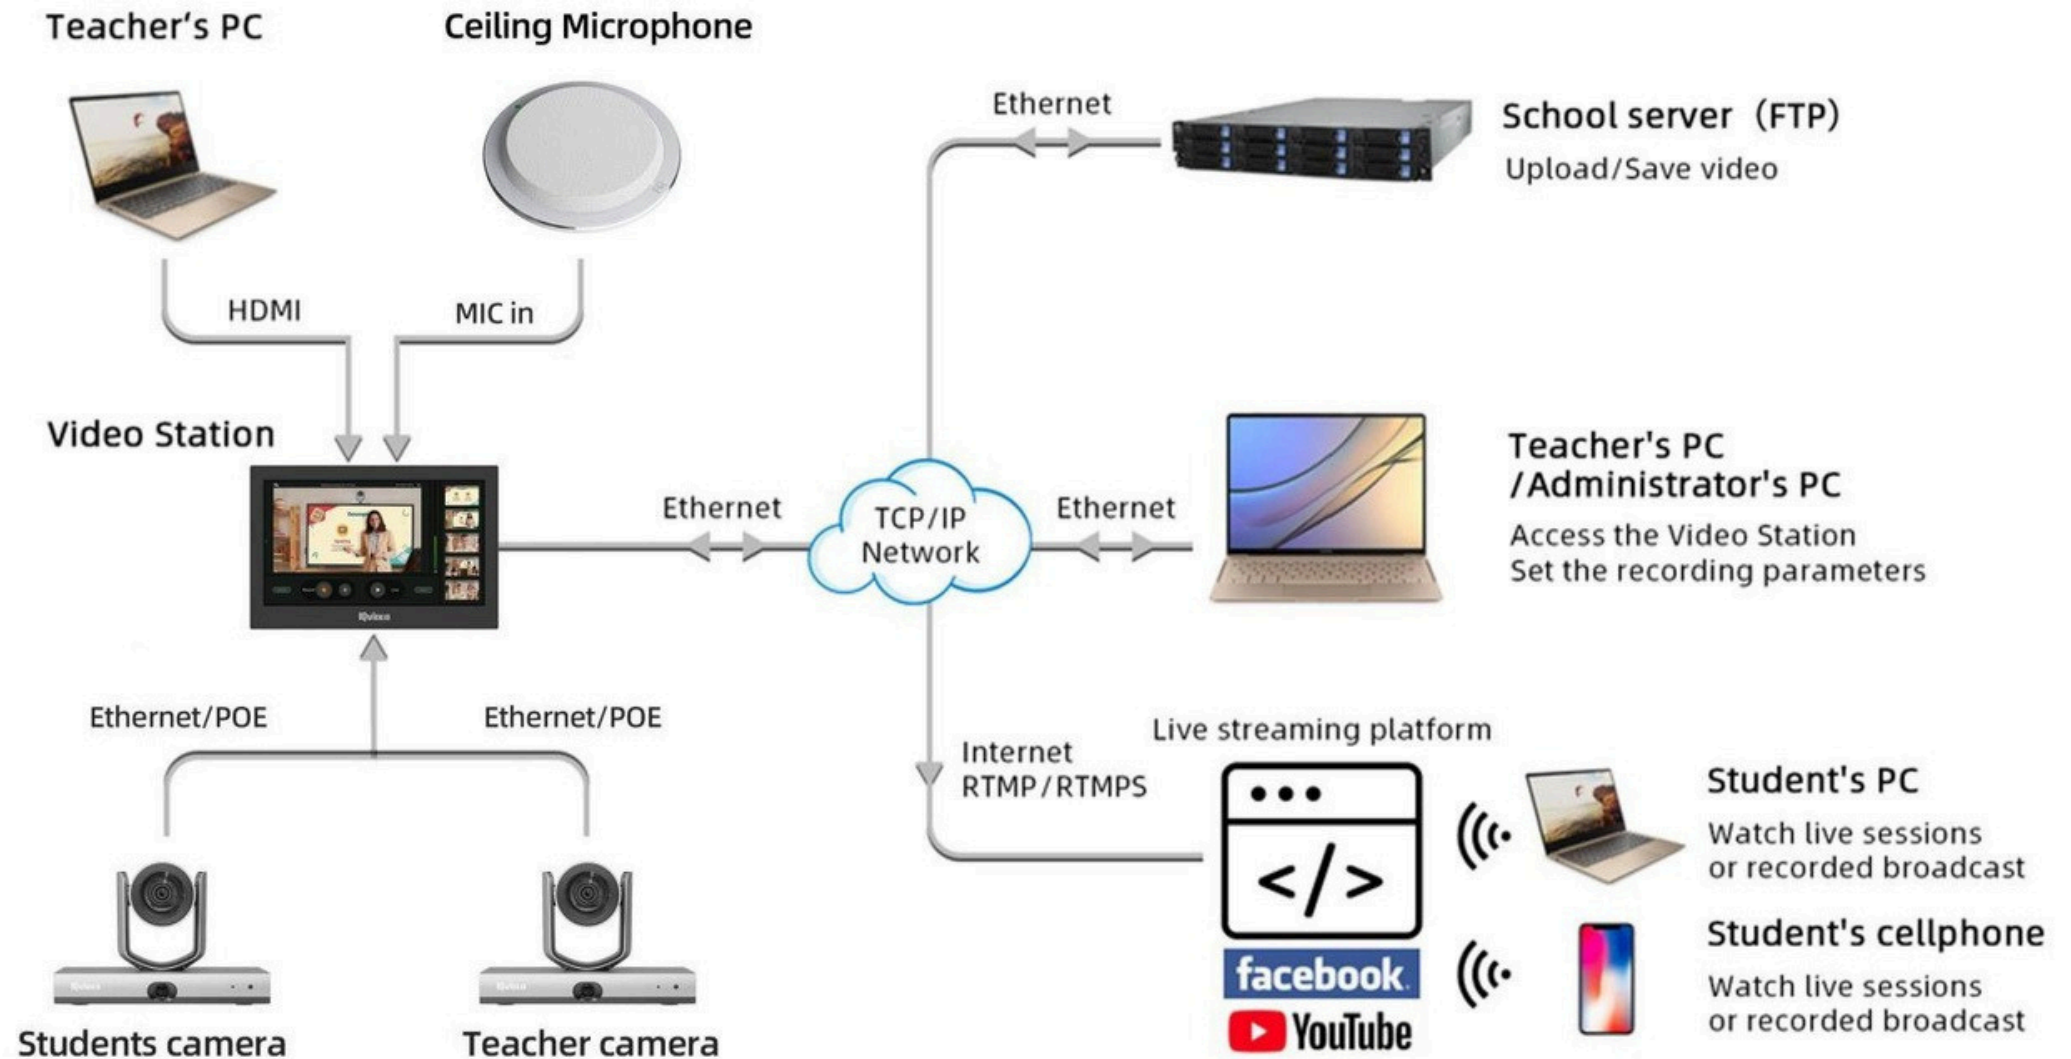 Teacher‘s PC
Ceiling Microphone
HDMI
MIC in
Video Station
Ethernet/POE
Ethernet/POE
Students camera
Teacher camera
Ethernet
TCP/IP
Network
Ethernet
Ethernet
School server（FTP）
Upload/Save video
Teacher's PC
/Administrator's PC
Access the Video Station
Set the recording parameters
Internet
RTMP/RTMPS
Live streaming platform
</>
facebook.
YouTube
Student's PC
Watch live sessions
or recorded broadcast
Student's cellphone
Watch live sessions
or recorded broadcast